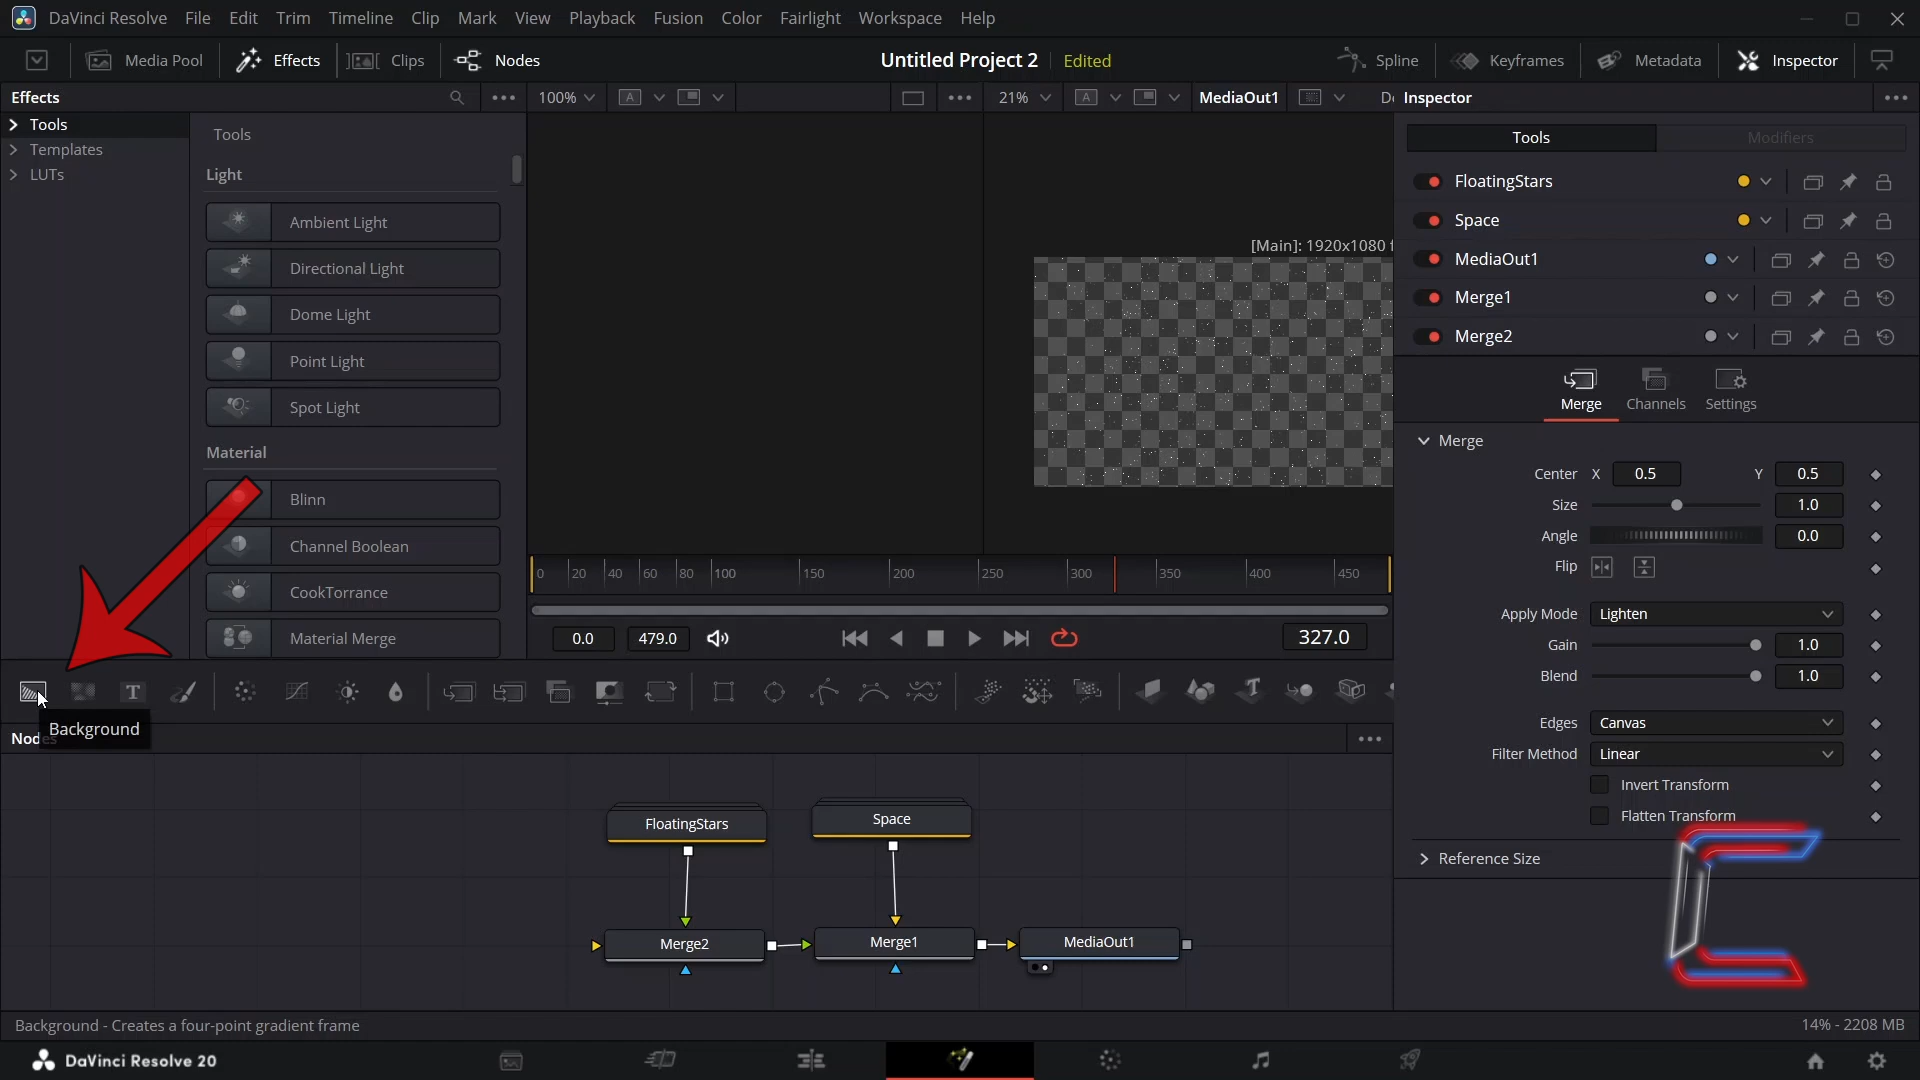 DaVinci Resolve File Edit Trim Timeline Clip Mark View Playback Fusion Color Fairlight Workspace Help
Media Pool Effects Clips Nodes Untitled Project 2 Edited Spline Keyframes Metadata Inspector
Effects 100% A 21% A MediaOut1 Inspector
Tools
Templates
LUTs
Tools
Light
Ambient Light
Directional Light
Dome Light
Point Light
Spot Light
Material
Blinn
Channel Boolean
CookTorrance
Material Merge
[Main]: 1920x1080 f
0 20 40 60 80 100 150 200 250 300 350 400 450
0.0 479.0 327.0
T
Background
Nodes
FloatingStars
Space
Merge2
Merge1
MediaOut1
Tools Modifiers
FloatingStars
Space
MediaOut1
Merge1
Merge2
Merge Channels Settings
Merge
Center X 0.5 Y 0.5
Size 1.0
Angle 0.0
Flip
Apply Mode Lighten
Gain 1.0
Blend 1.0
Edges Canvas
Filter Method Linear
Invert Transform
Flatten Transform
Reference Size
Background - Creates a four-point gradient frame
14% - 2208 MB
DaVinci Resolve 20